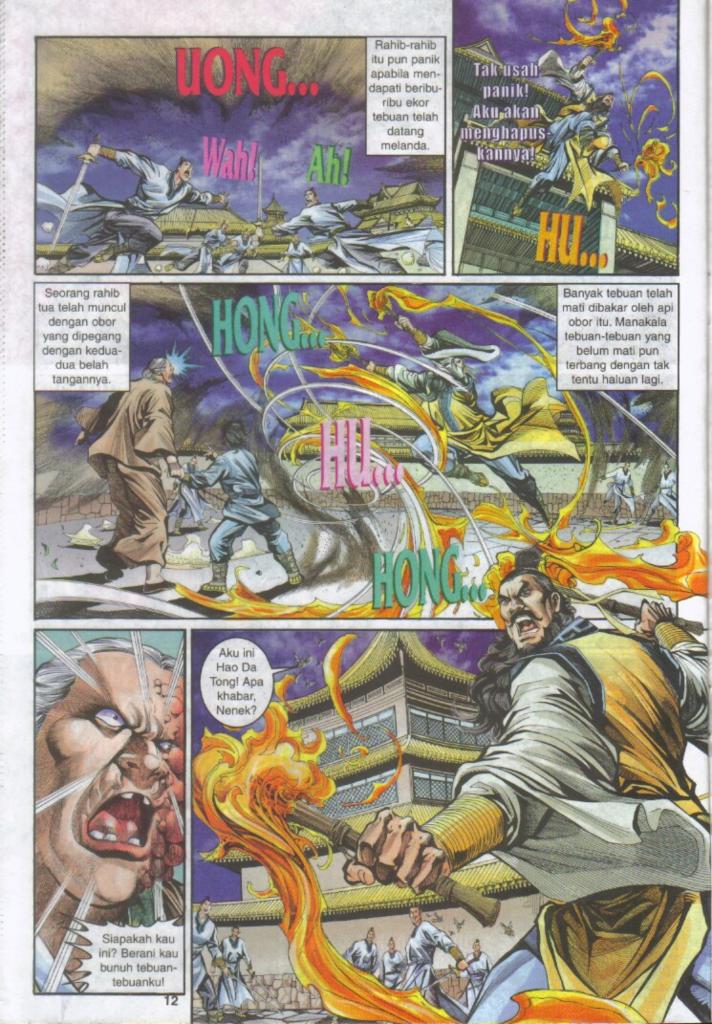 UONG...
Rahib-rahib
itu pun panik
apabila men-
dapati beribu-
ribu ekor
tebuan telah
datang
melanda.
Wah!
Ah!
Tak usah
panik!
Aku akan
menghapus-
kannya!
HU...
Seorang rahib
tua telah muncul
dengan obor
yang dipegang
dengan kedua-
dua belah
tangannya.
HONG...
Banyak tebuan telah
mati dibakar oleh api
obor itu. Manakala
tebuan-tebuan yang
belum mati pun
terbang dengan tak
tentu haluan lagi.
HU...
HONG...
Siapakah kau
ini? Berani kau
bunuh tebuan-
tebuanku!
Aku ini
Hao Da
Tong! Apa
khabar,
Nenek?
12